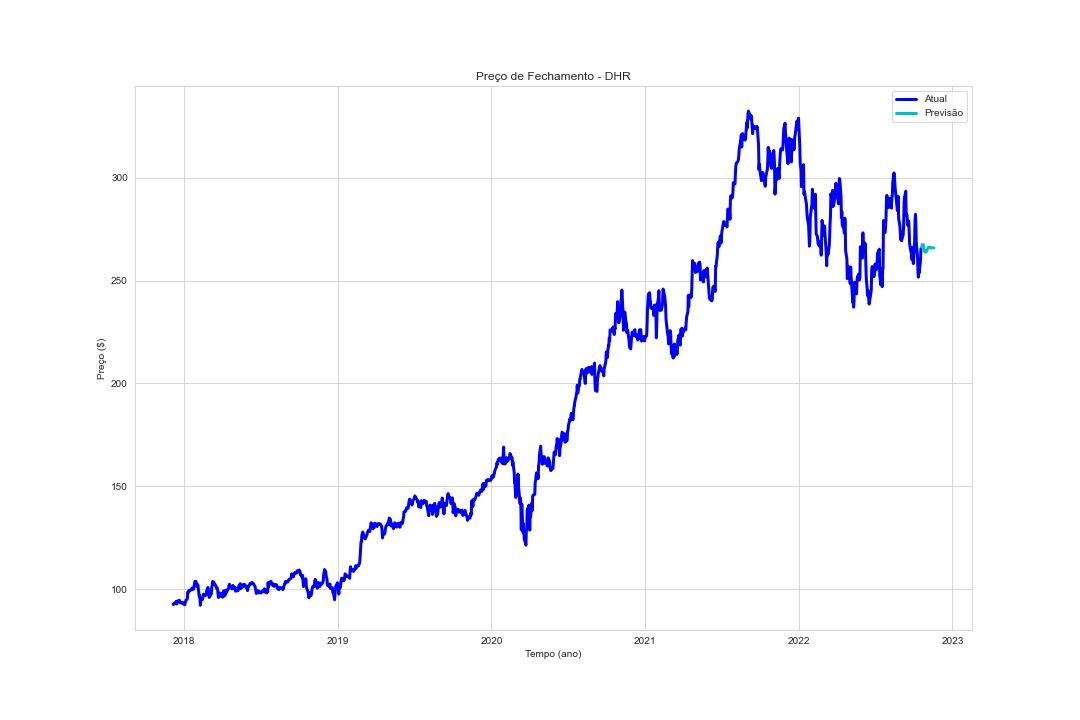 Preço de Fechamento - DHR
Atual
Previsão
300
250
200
150
100
Preço ($)
2018 2019 2020 2021 2022 2023
Tempo (ano)